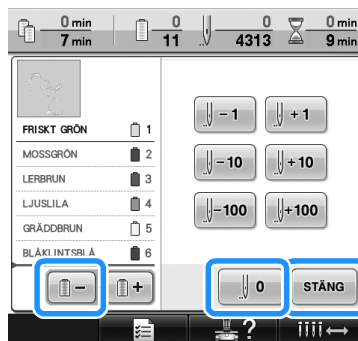 0 min 0 0 0 min
7 min 11 4313 9 min
FRISKT GRÖN 1
MOSSGRÖN 2
LERBRUN 3
LJUSLILA 4
GRÄDDBRUN 5
BLÅKLINTSBLÅ 6
- 1 + 1
- 10 + 10
-100 +100
- + 0 STÄNG
?